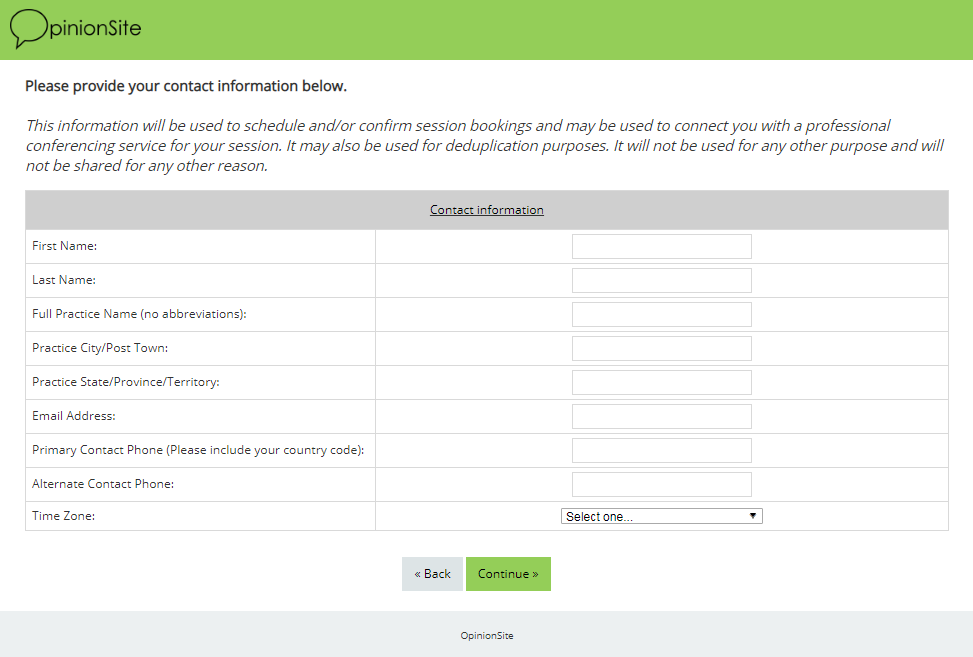 OpinionSite
Please provide your contact information below.
This information will be used to schedule and/or confirm session bookings and may be used to connect you with a professional
conferencing service for your session. It may also be used for deduplication purposes. It will not be used for any other purpose and will
not be shared for any other reason.
Contact information
First Name:
Last Name:
Full Practice Name (no abbreviations):
Practice City/Post Town:
Practice State/Province/Territory:
Email Address:
Primary Contact Phone (Please include your country code):
Alternate Contact Phone:
Time Zone:
Select one...
« Back
Continue »
OpinionSite